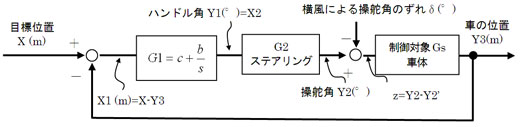 目標位置
X (m)
ハンドル角 Y1(°)=X2
横風による操舵角のずれ δ (°)
車の位置
Y3(m)
+
−
G1 = c + b/s
G2
ステアリング
−
+
制御対象 Gs
車体
X1 (m)=X-Y3
操舵角 Y2(°)
z=Y2-Y2'